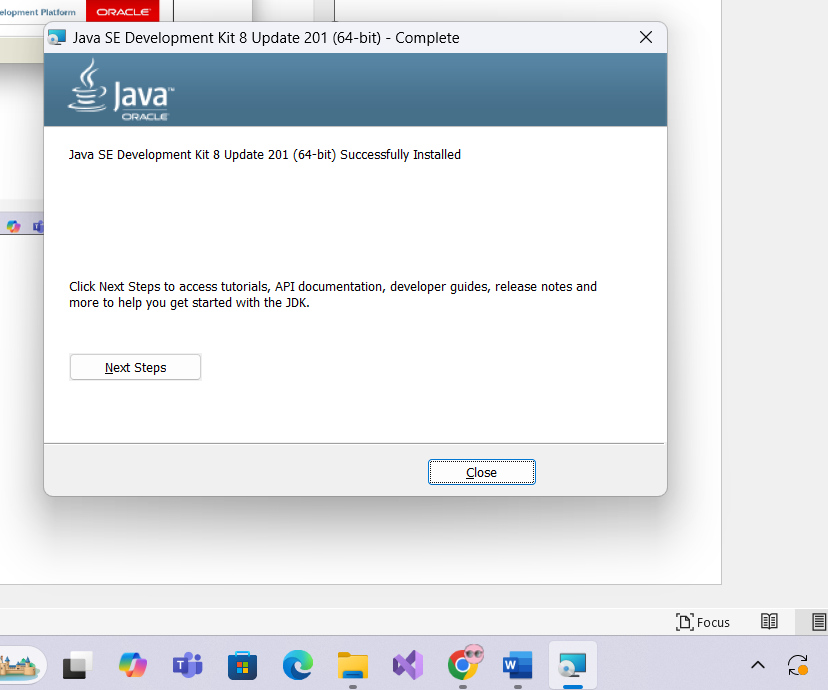 elopment Platform
ORACLE
Java SE Development Kit 8 Update 201 (64-bit) - Complete
Java™
ORACLE
Java SE Development Kit 8 Update 201 (64-bit) Successfully Installed
Click Next Steps to access tutorials, API documentation, developer guides, release notes and
more to help you get started with the JDK.
Next Steps
Close
Focus